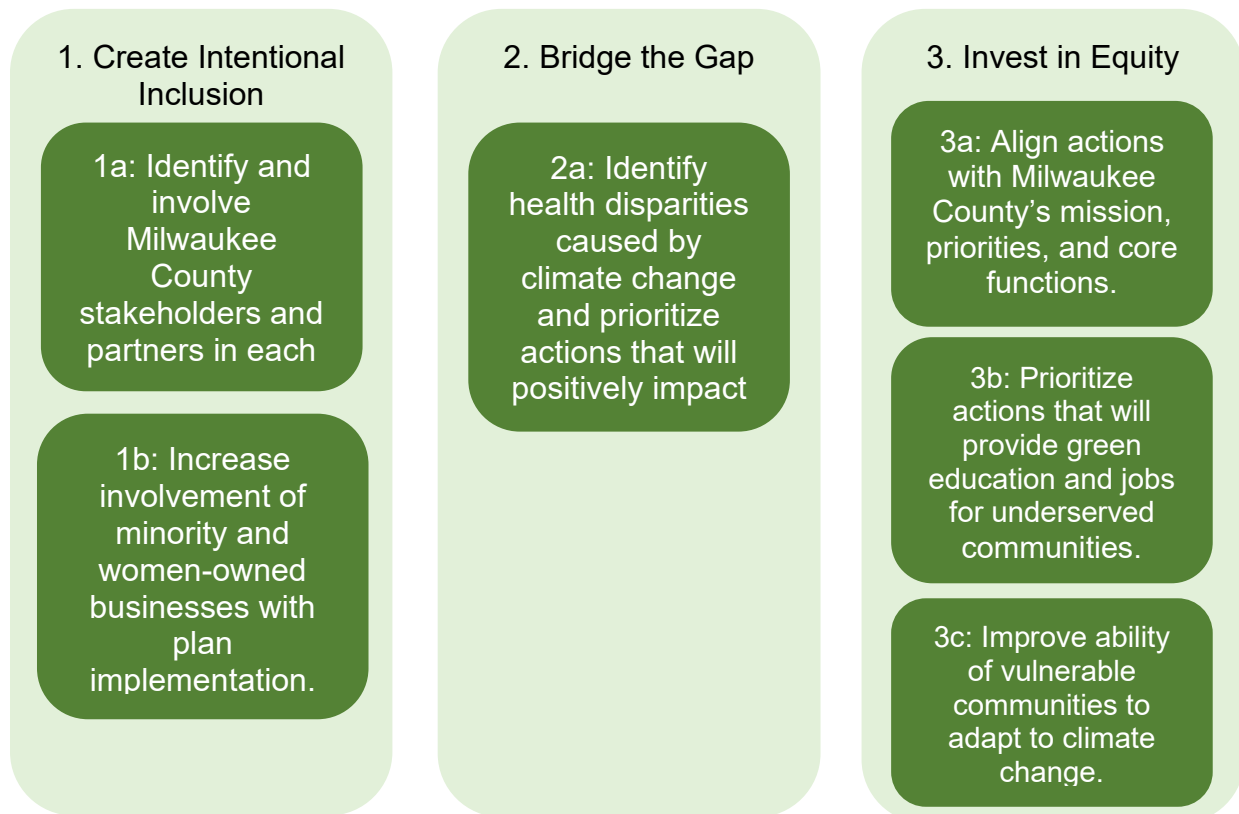 1. Create Intentional
Inclusion
1a: Identify and
involve
Milwaukee
County
stakeholders and
partners in each
1b: Increase
involvement of
minority and
women-owned
businesses with
plan
implementation.
2. Bridge the Gap
2a: Identify
health disparities
caused by
climate change
and prioritize
actions that will
positively impact
3. Invest in Equity
3a: Align actions
with Milwaukee
County’s mission,
priorities, and core
functions.
3b: Prioritize
actions that will
provide green
education and jobs
for underserved
communities.
3c: Improve ability
of vulnerable
communities to
adapt to climate
change.